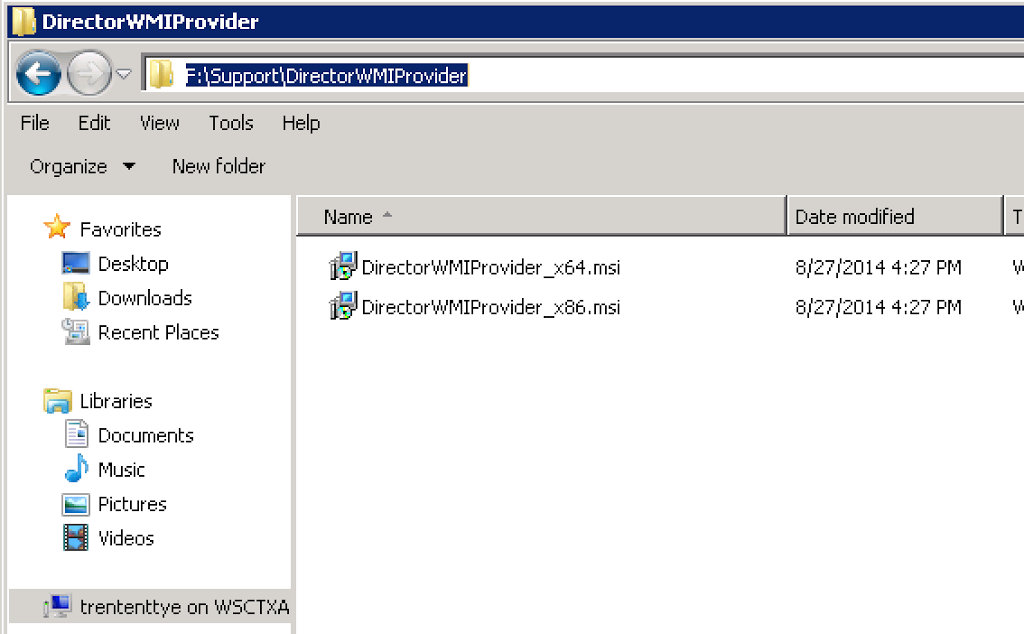 DirectorWMIProvider
F:\Support\DirectorWMIProvider
File Edit View Tools Help
Organize New folder
Name Date modified T
Favorites
Desktop
Downloads
Recent Places
Libraries
Documents
Music
Pictures
Videos
trententtye on WSCTXA
DirectorWMIProvider_x64.msi 8/27/2014 4:27 PM
DirectorWMIProvider_x86.msi 8/27/2014 4:27 PM